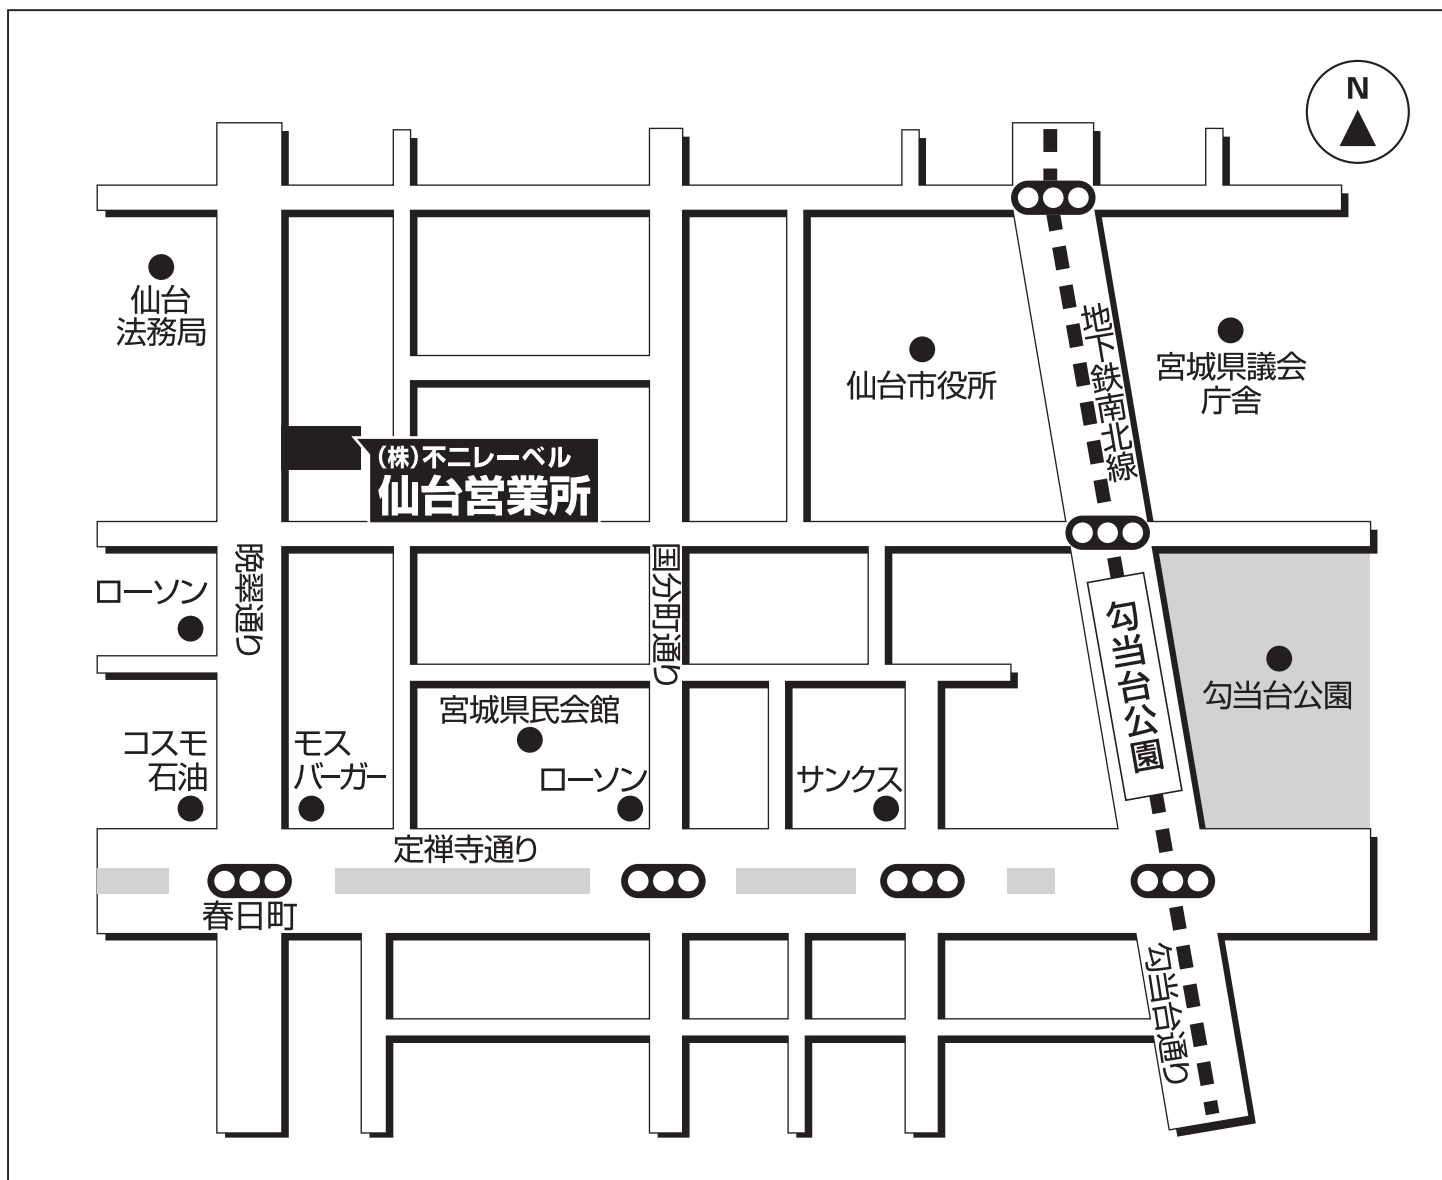 N
仙台
法務局
仙台市役所
地下鉄南北線
宮城県議会
庁舎
(株)不二レーベル
仙台営業所
ローソン
晩翠通り
国分町通り
勾当台公園
勾当台公園
宮城県民会館
コスモ
石油
モス
バーガー
ローソン
サンクス
定禅寺通り
春日町
勾当台通り